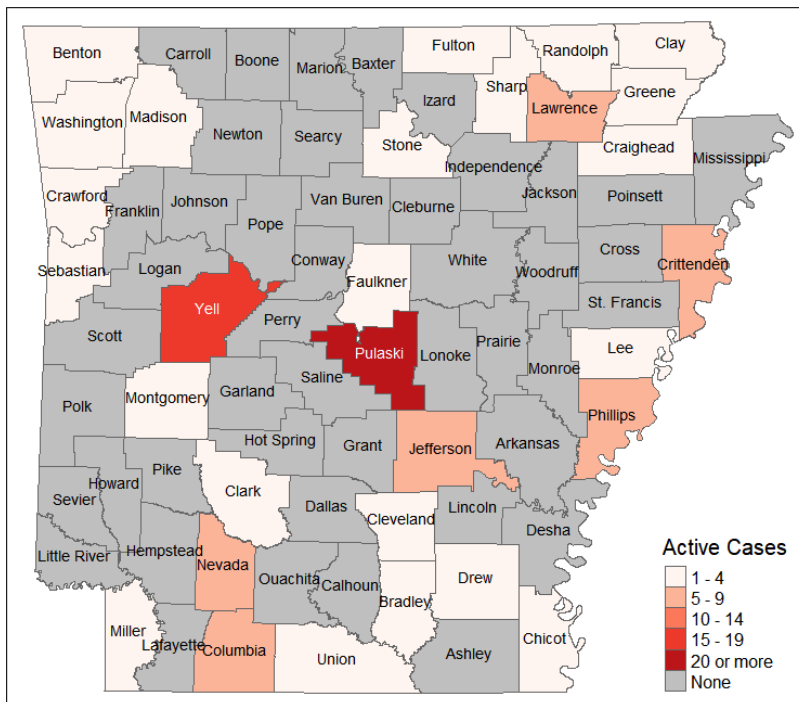 Benton
Carroll
Boone
Marion
Baxter
Fulton
Randolph
Clay
Washington
Madison
Newton
Searcy
Stone
Izard
Sharp
Lawrence
Greene
Craighead
Mississippi
Crawford
Franklin
Johnson
Pope
Van Buren
Cleburne
Independence
Jackson
Poinsett
Sebastian
Logan
Conway
Faulkner
White
Woodruff
Cross
Crittenden
St. Francis
Scott
Yell
Perry
Pulaski
Lonoke
Prairie
Monroe
Lee
Polk
Montgomery
Garland
Saline
Phillips
Hot Spring
Grant
Jefferson
Arkansas
Sevier
Howard
Pike
Clark
Dallas
Cleveland
Lincoln
Desha
Little River
Hempstead
Nevada
Ouachita
Calhoun
Bradley
Drew
Miller
Lafayette
Columbia
Union
Ashley
Chicot
Active Cases
1 - 4
5 - 9
10 - 14
15 - 19
20 or more
None